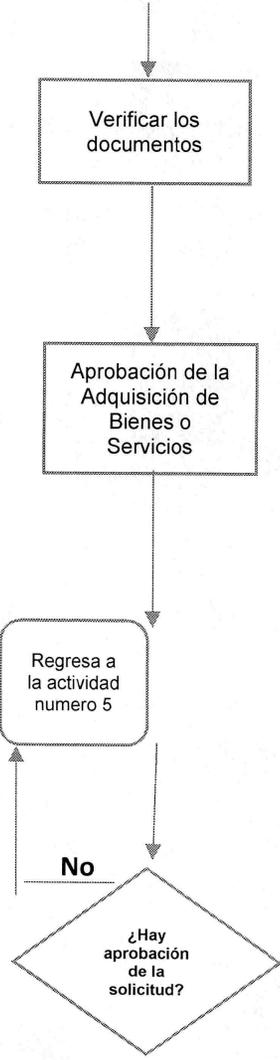 Verificar los
documentos
Aprobación de la
Adquisición de
Bienes o
Servicios
Regresa a
la actividad
numero 5
No
¿Hay
aprobación
de la
solicitud?